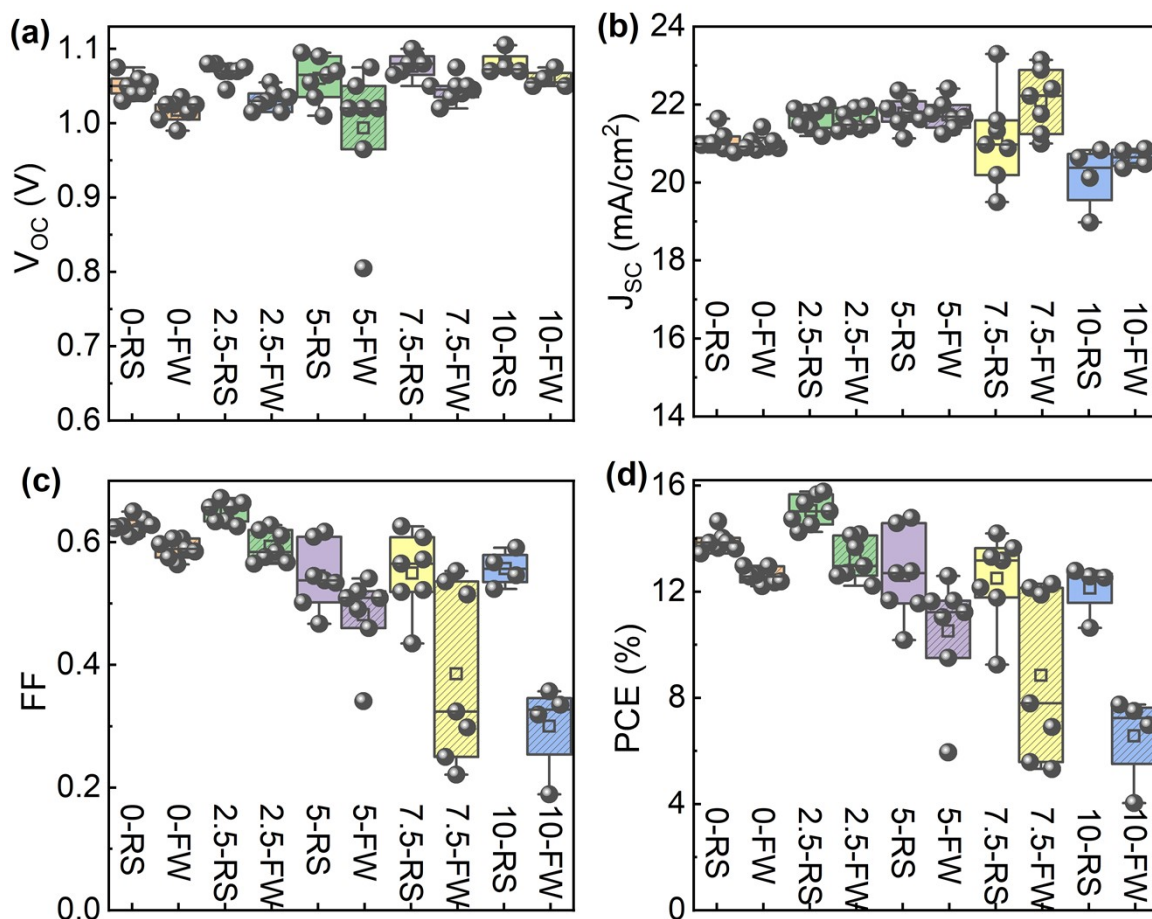 (a)
V_OC (V)
1.1
1.0
0.9
0.8
0.7
0.6
0-RS
0-FW
2.5-RS
2.5-FW
5-RS
5-FW
7.5-RS
7.5-FW
10-RS
10-FW
(b)
J_SC (mA/cm²)
24
22
20
18
16
14
0-RS
0-FW
2.5-RS
2.5-FW
5-RS
5-FW
7.5-RS
7.5-FW
10-RS
10-FW
(c)
FF
0.6
0.4
0.2
0.0
0-RS
0-FW
2.5-RS
2.5-FW
5-RS
5-FW
7.5-RS
7.5-FW
10-RS
10-FW
(d)
PCE (%)
16
12
8
4
0
0-RS
0-FW
2.5-RS
2.5-FW
5-RS
5-FW
7.5-RS
7.5-FW
10-RS
10-FW